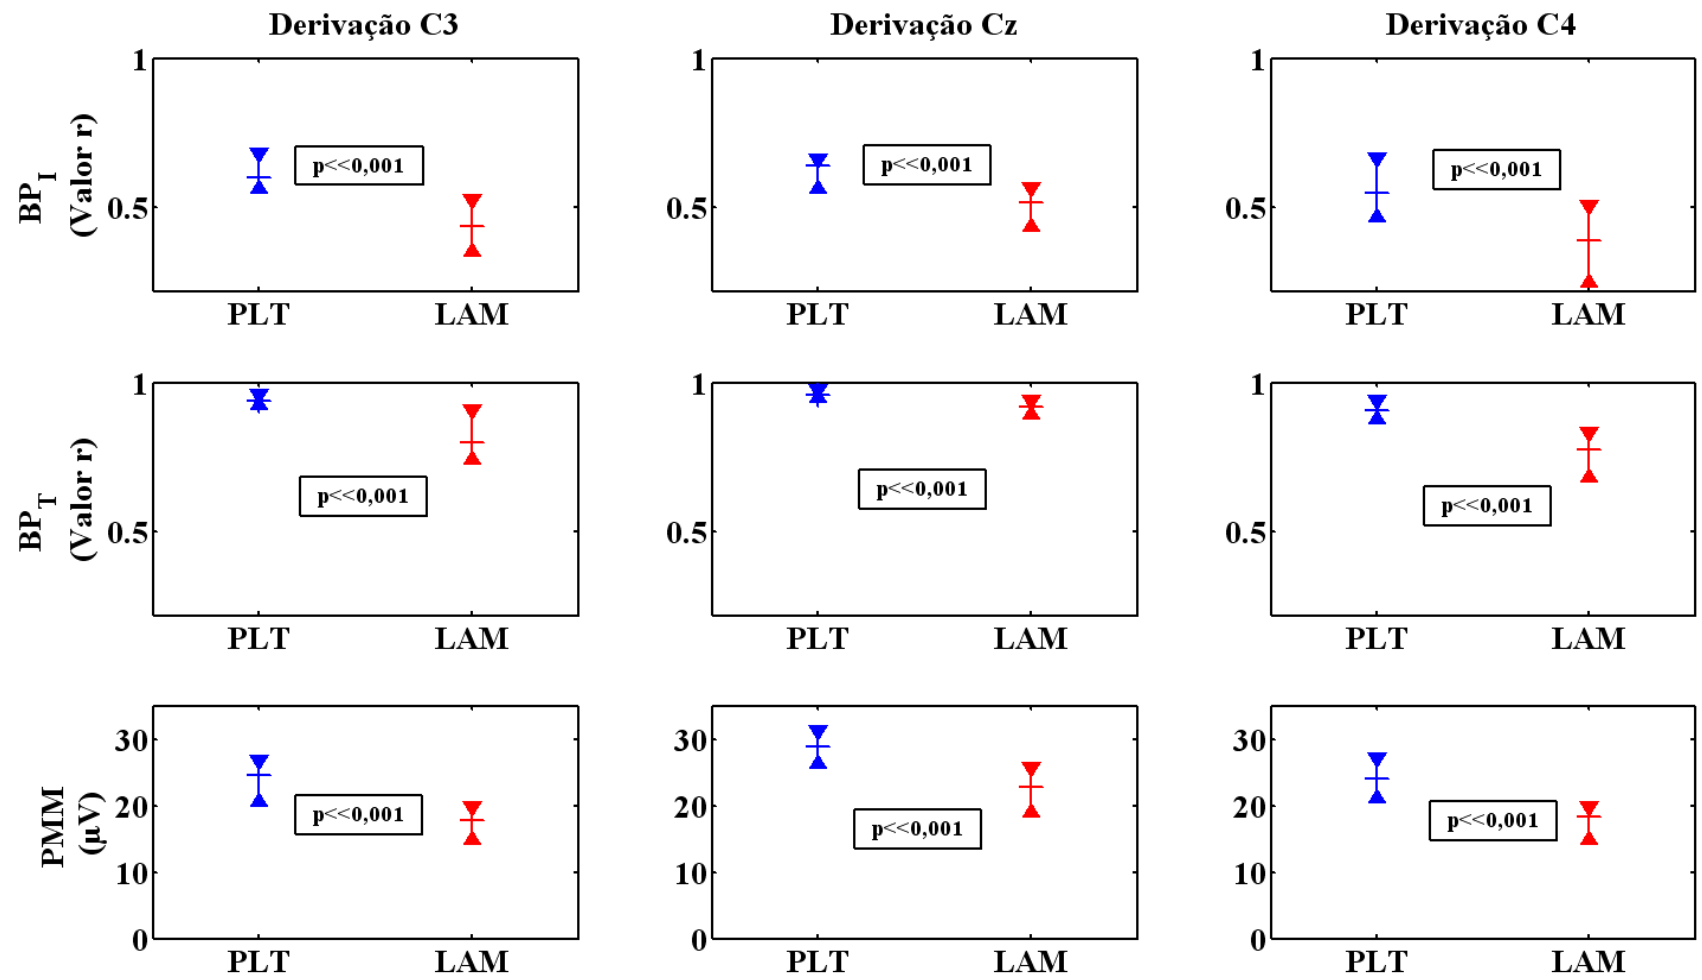 Derivação C3
Derivação Cz
Derivação C4
BP_I
(Valor r)
1
0.5
p<<0,001
PLT LAM
1
0.5
p<<0,001
PLT LAM
1
0.5
p<<0,001
PLT LAM
BP_T
(Valor r)
1
0.5
p<<0,001
PLT LAM
1
0.5
p<<0,001
PLT LAM
1
0.5
p<<0,001
PLT LAM
PMM
(µV)
30
20
10
0
p<<0,001
PLT LAM
30
20
10
0
p<<0,001
PLT LAM
30
20
10
0
p<<0,001
PLT LAM